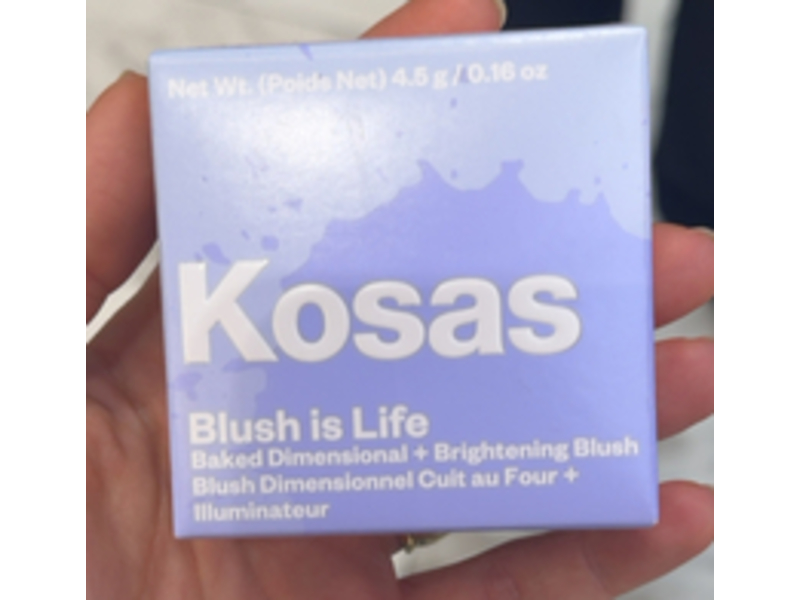 Net Wt. (Poids Net) 4.5 g / 0.16 oz
Kosas
Blush is Life
Baked Dimensional + Brightening Blush
Blush Dimensionnel Cuit au Four +
Illuminateur